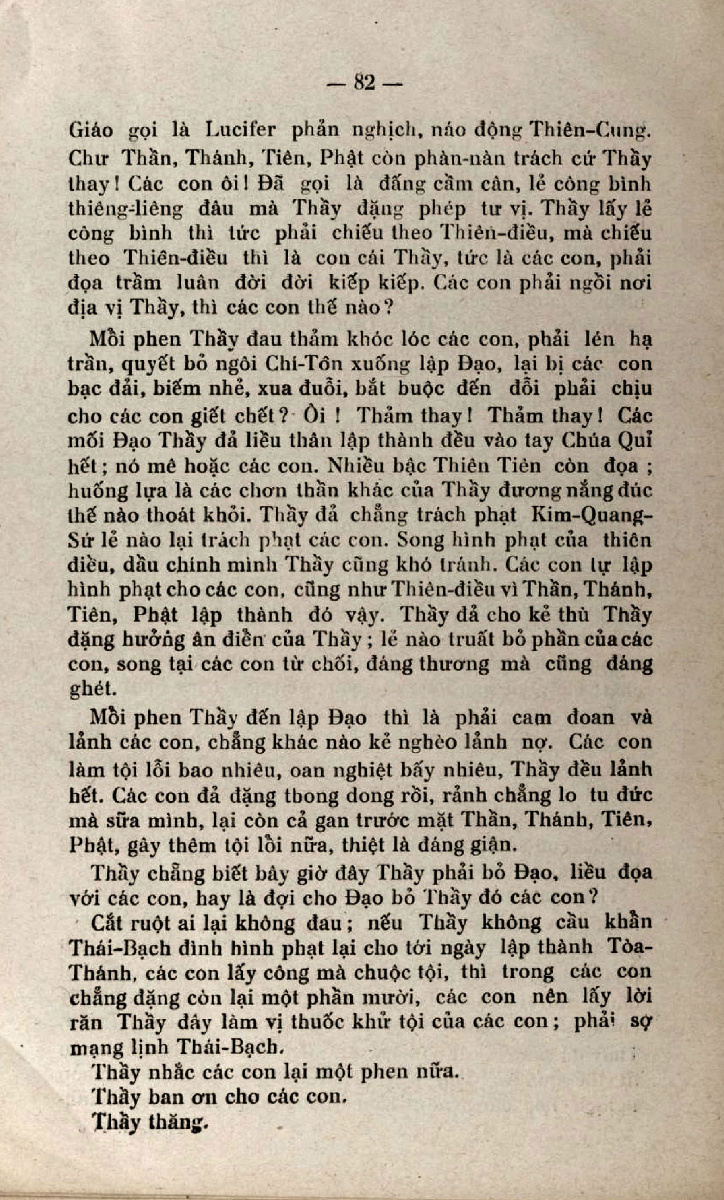 — 82 —
Giáo gọi là Lucifer phản nghịch, náo động Thiên-Cung.
Chư Thần, Thánh, Tiên, Phật còn phàn-nàn trách cứ Thầy
thay! Các con ôi! Đã gọi là đấng cầm cân, lẻ công bình
thiêng-liêng đâu mà Thầy đặng phép tư vị. Thầy lấy lẻ
công bình thì tức phải chiếu theo Thiên-điều, mà chiếu
theo Thiên-điều thì là con cái Thầy, tức là các con, phải
đọa trầm luân đời đời kiếp kiếp. Các con phải ngồi nơi
địa vị Thầy, thì các con thế nào?
Mỗi phen Thầy đau thảm khóc lóc các con, phải lén hạ
trần, quyết bỏ ngôi Chí-Tôn xuống lập Đạo, lại bị các con
bạc đải, biếm nhẻ, xua đuổi, bắt buộc đến đổi phải chịu
cho các con giết chết? Ôi ! Thảm thay! Thảm thay! Các
mối Đạo Thầy đả liều thân lập thành đều vào tay Chúa Quỉ
hết; nó mê hoặc các con. Nhiều bậc Thiên Tiên còn đọa ;
huống lựa là các chơn thần khác của Thầy đương nắng đúc
thế nào thoát khỏi. Thầy đả chẳng trách phạt Kim-Quang-
Sứ lẻ nào lại trách phạt các con. Song hình phạt của thiên
điều, dầu chính mình Thầy cũng khó tránh. Các con tự lập
hình phạt cho các con, cũng như Thiên-điều vì Thần, Thánh,
Tiên, Phật lập thành đó vậy. Thầy đả cho kẻ thù Thầy
đặng hưởng ân điển của Thầy; lẻ nào truất bỏ phần của các
con, song tại các con từ chối, đáng thương mà cũng đáng
ghét.
Mỗi phen Thầy đến lập Đạo thì là phải cam đoan và
lảnh các con, chẳng khác nào kẻ nghèo lảnh nợ. Các con
làm tội lỗi bao nhiêu, oan nghiệt bấy nhiêu, Thầy đều lảnh
hết. Các con đả đặng thong dong rồi, rảnh chẳng lo tu đức
mà sữa mình, lại còn cả gan trước mặt Thần, Thánh, Tiên,
Phật, gây thêm tội lỗi nữa, thiệt là đáng giận.
Thầy chẳng biết bây giờ đây Thầy phải bỏ Đạo, liều đọa
với các con, hay là đợi cho Đạo bỏ Thầy đó các con?
Cắt ruột ai lại không đau; nếu Thầy không cầu khẩn
Thái-Bạch đình hình phạt lại cho tới ngày lập thành Tòa-
Thánh, các con lấy công mà chuộc tội, thì trong các con
chẳng đặng còn lại một phần mười, các con nên lấy lời
răn Thầy đây làm vị thuốc khử tội của các con; phải sợ
mạng lịnh Thái-Bạch.
Thầy nhắc các con lại một phen nữa.
Thầy ban ơn cho các con.
Thầy thăng.